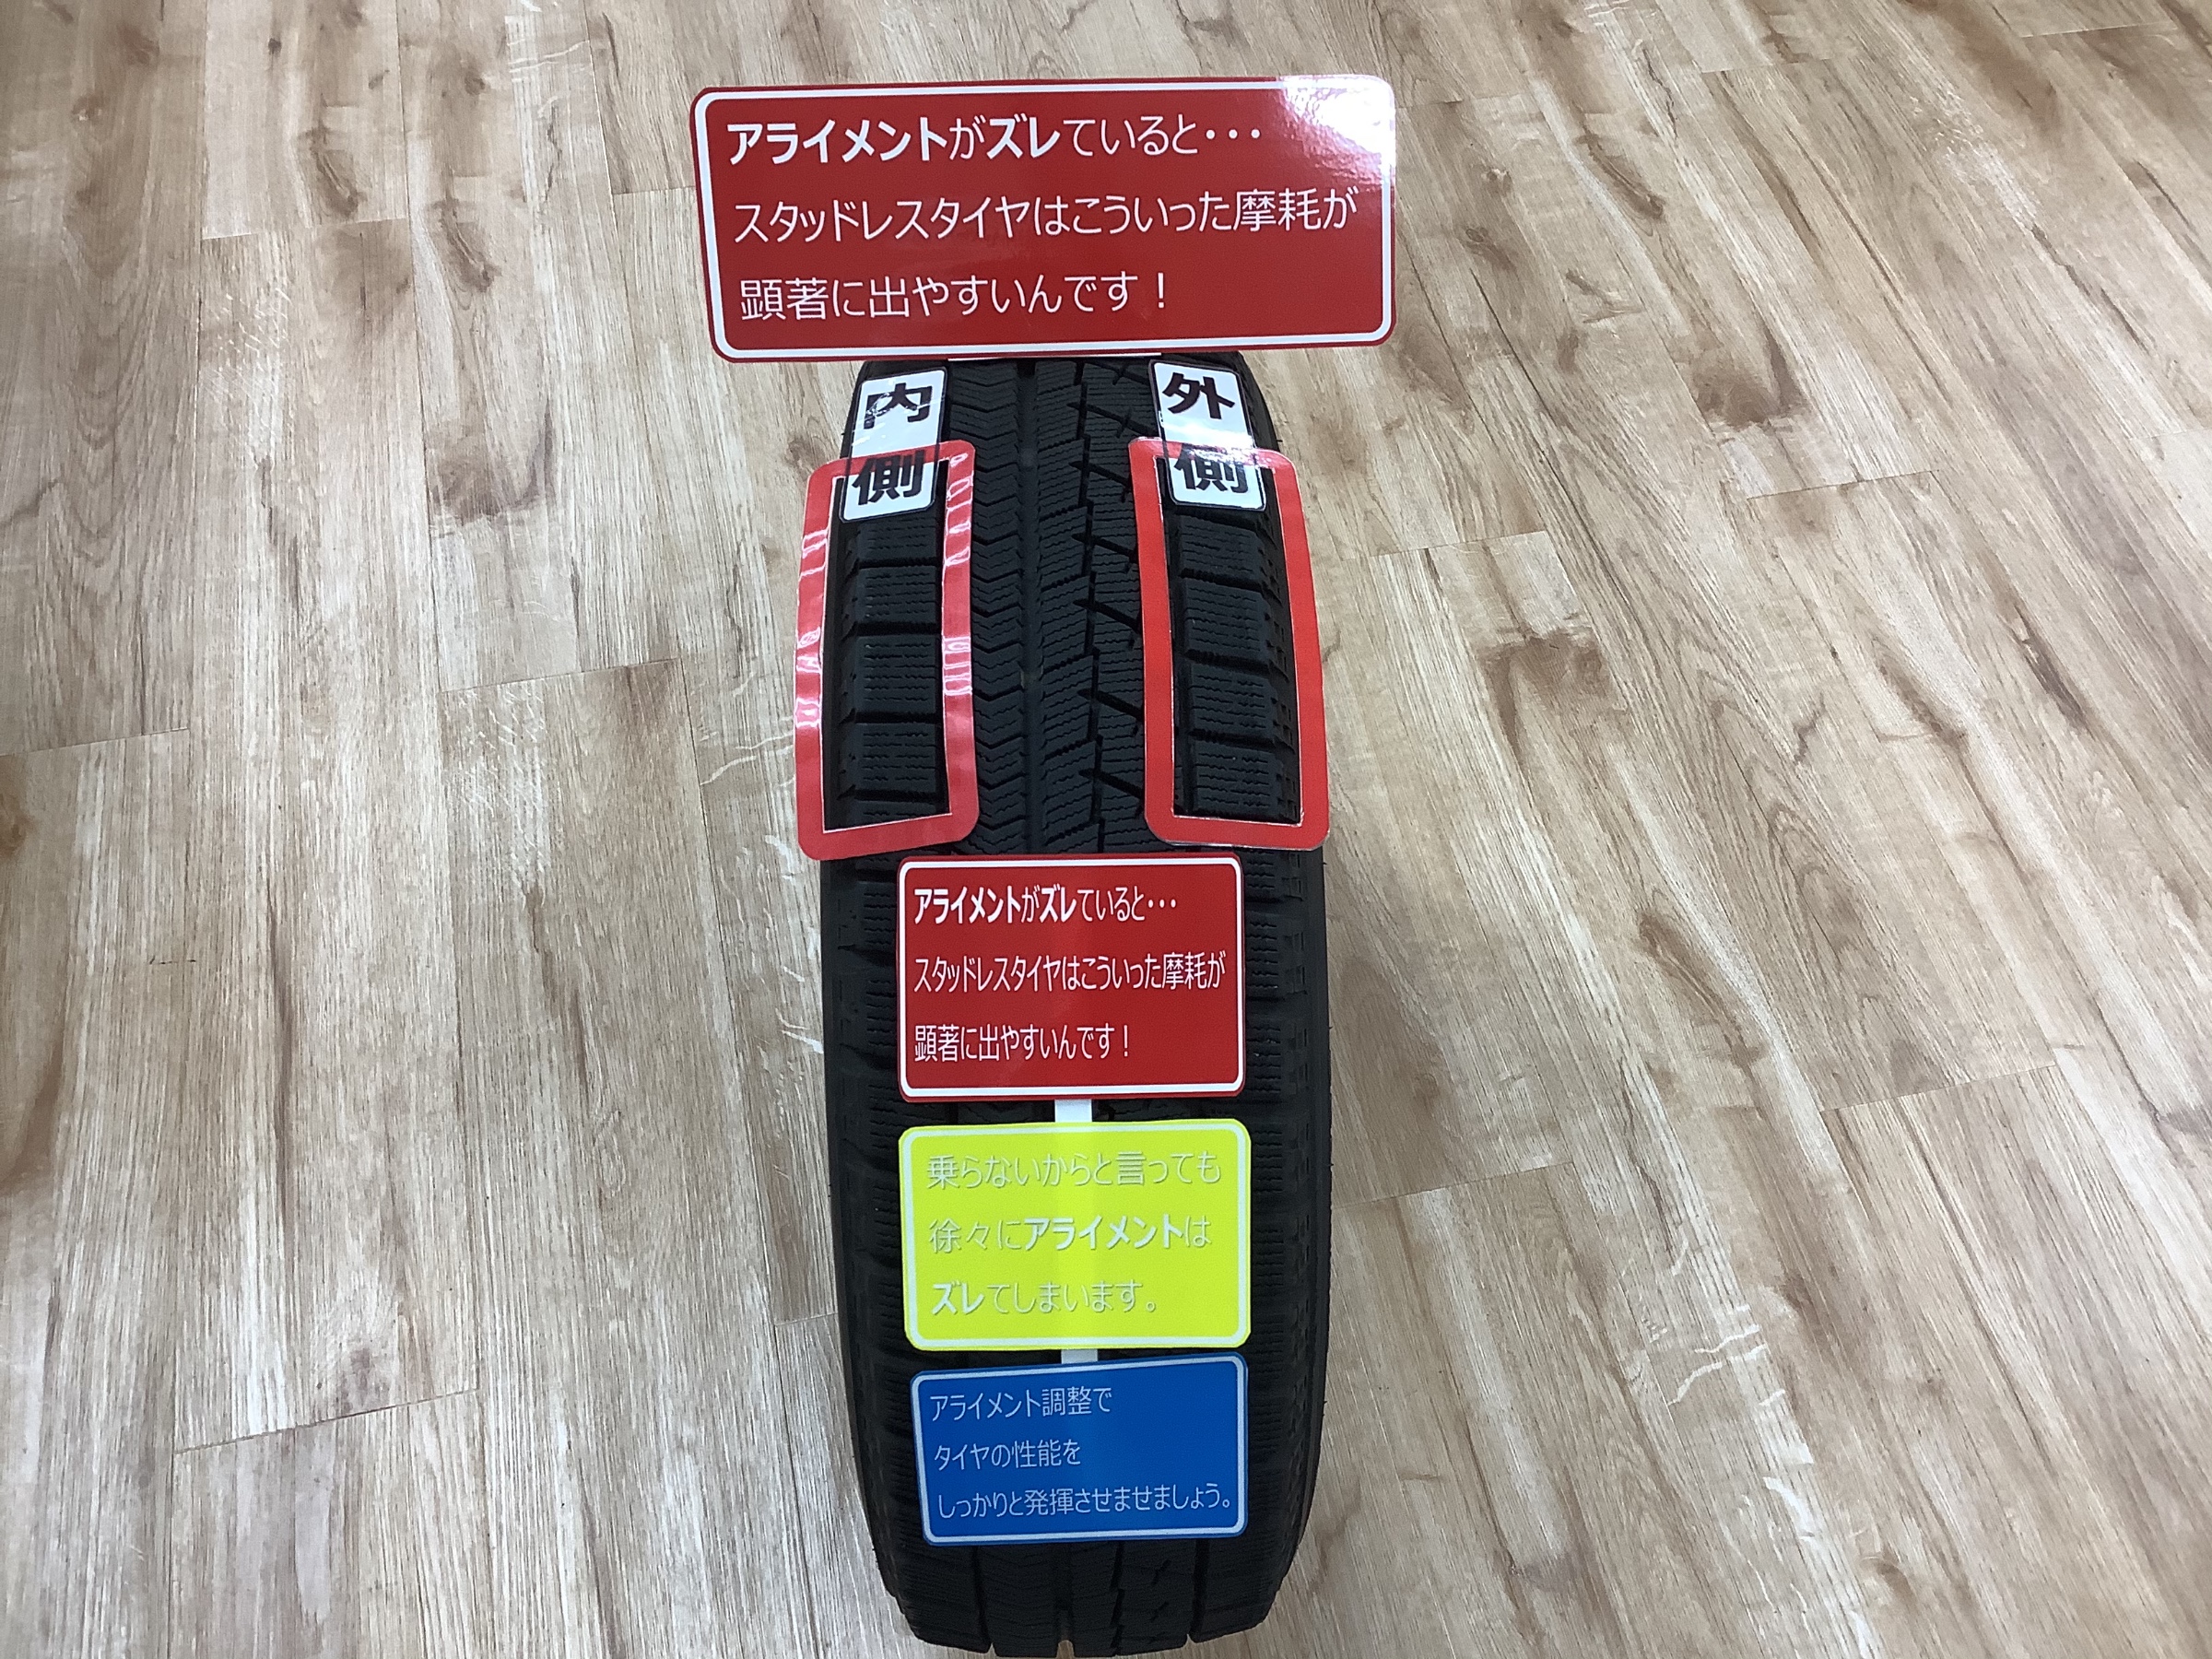 アライメントがズレていると・・・
スタッドレスタイヤはこういった摩耗が
顕著に出やすいんです！
内側
外側
アライメントがズレていると・・・
スタッドレスタイヤはこういった摩耗が
顕著に出やすいんです！
乗らないからと言っても
徐々にアライメントは
ズレてしまいます。
アライメント調整で
タイヤの性能を
しっかりと発揮させませましょう。